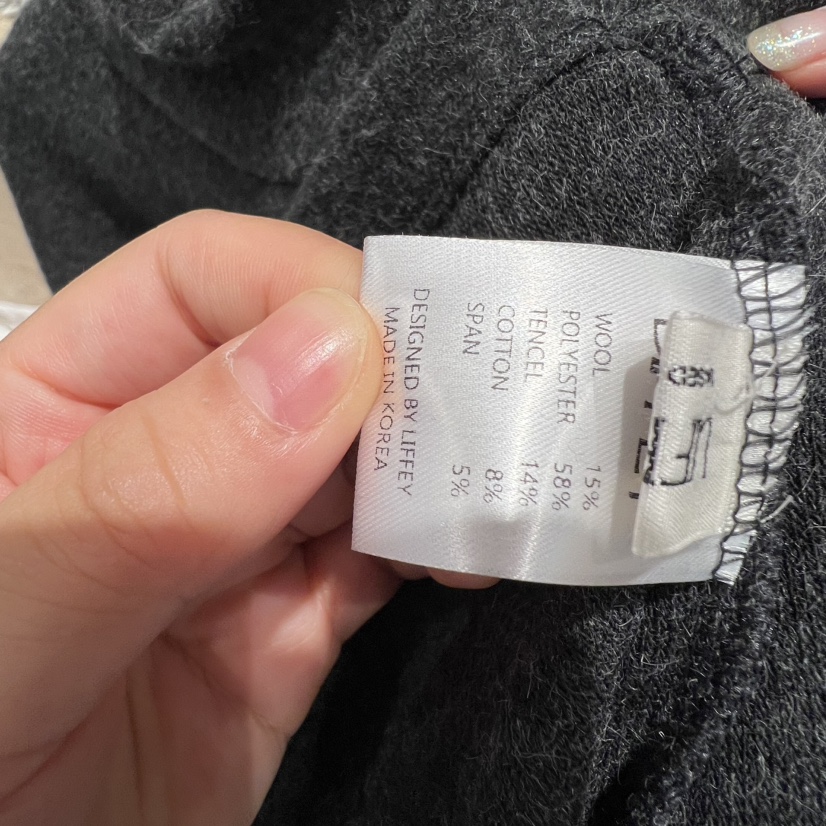 WOOL 15%
POLYESTER 58%
TENCEL 14%
COTTON 8%
SPAN 5%
DESIGNED BY LIFFEY
MADE IN KOREA